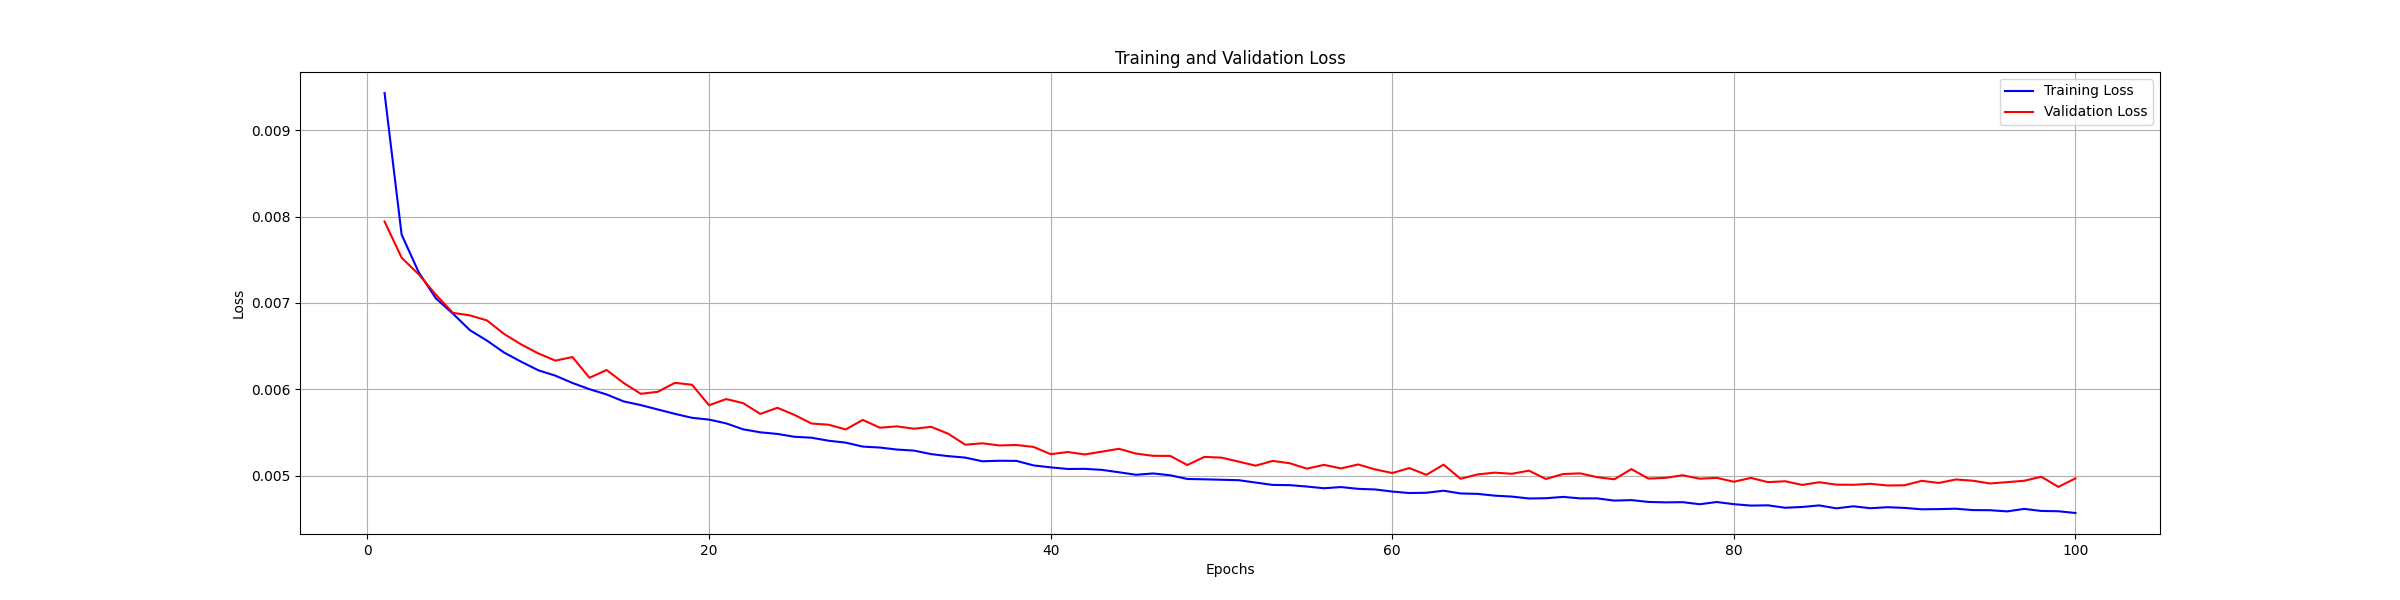 Training and Validation Loss
Training Loss
Validation Loss
0.009
0.008
0.007
0.006
0.005
Loss
0 20 40 60 80 100
Epochs